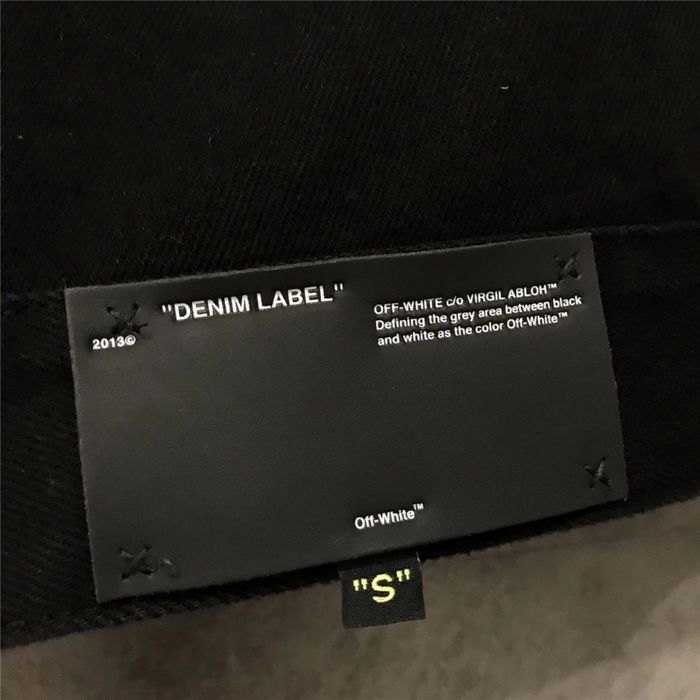 "DENIM LABEL"
2013©
OFF-WHITE c/o VIRGIL ABLOH™
Defining the grey area between black
and white as the color Off-White™
Off-White™
"S"